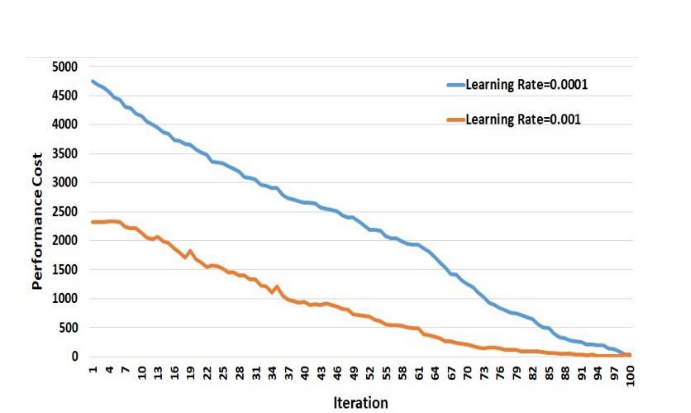 5000
4500
4000
3500
3000
2500
2000
1500
1000
500
0
Performance Cost
Learning Rate=0.0001
Learning Rate=0.001
1 4 7 10 13 16 19 22 25 28 31 34 37 40 43 46 49 52 55 58 61 64 67 70 73 76 79 82 85 88 91 94 97 100
Iteration